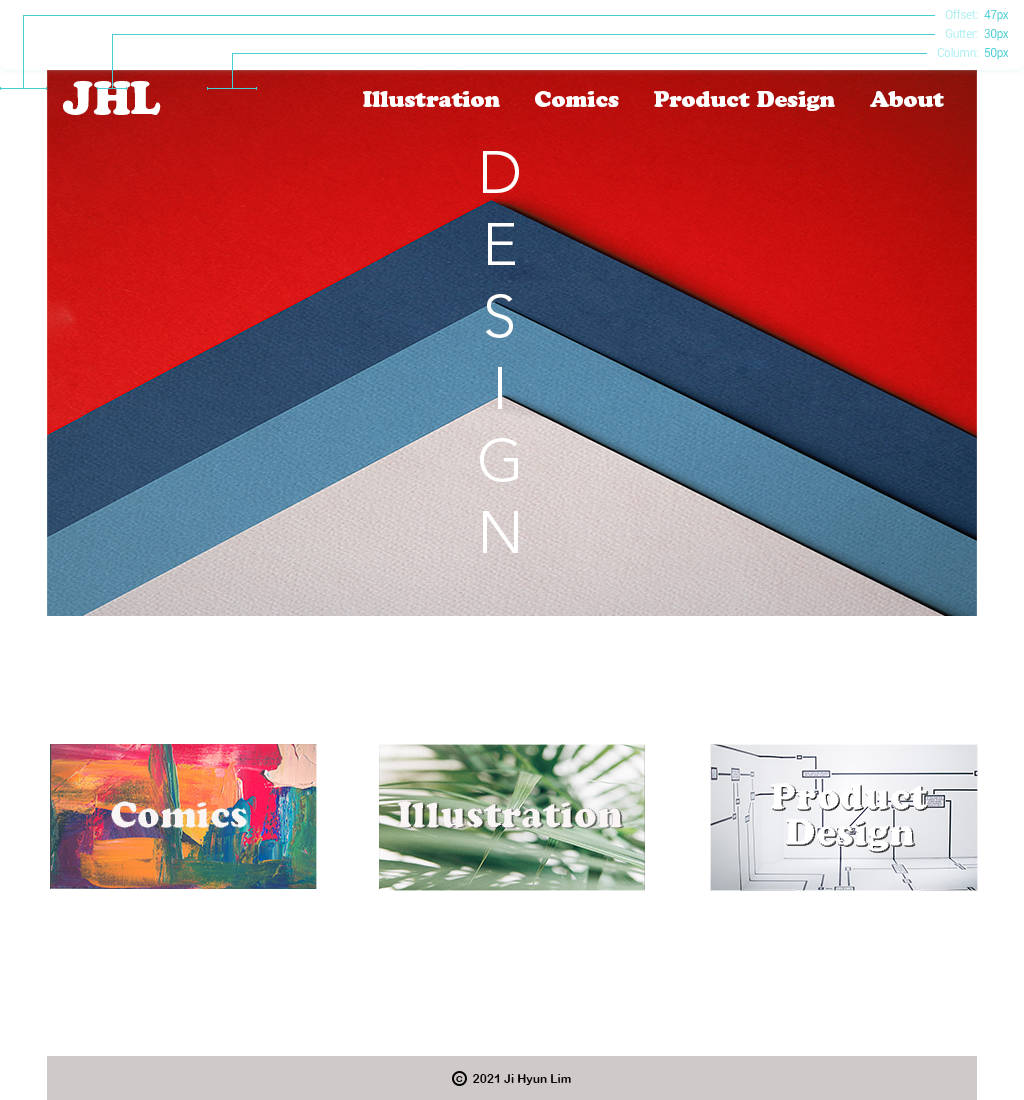 Offset: 47px
Gutter: 30px
Column: 50px
JHL Illustration Comics Product Design About
D
E
S
I
G
N
Comics
Illustration
Product
Design
© 2021 Ji Hyun Lim